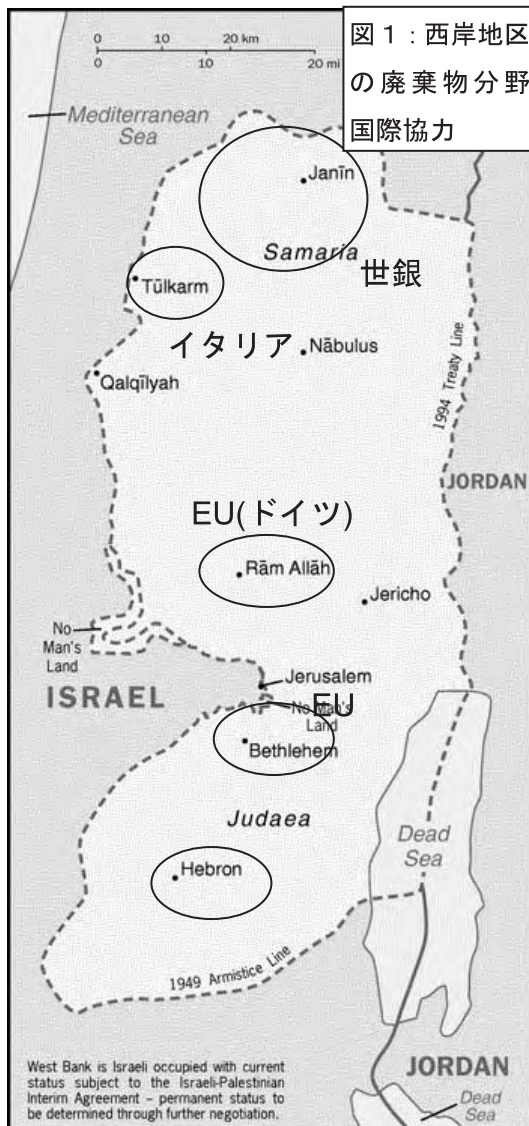 図1：西岸地区
の廃棄物分野
国際協力
0 10 20 km
0 10 20 mi
Mediterranean
Sea
Janīn
Samaria
世銀
Tūlkarm
イタリア
Nābulus
Qalqīlyah
1994 Treaty Line
JORDAN
EU(ドイツ)
Rām Allāh
Jericho
No
Man's
Land
Jerusalem
ISRAEL
EU
No Man's
Land
Bethlehem
Judaea
Dead
Sea
Hebron
1949 Armistice Line
West Bank is Israeli occupied with current
status subject to the Israeli-Palestinian
Interim Agreement – permanent status to
be determined through further negotiation.
JORDAN
Dead
Sea